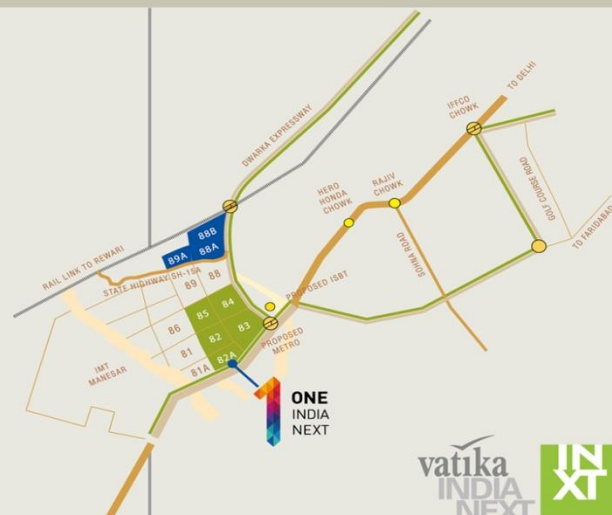 TO DELHI
IFFCO
CHOWK
DWARKA EXPRESSWAY
GOLF COURSE ROAD
HERO
HONDA
CHOWK
RAJIV
CHOWK
TO FARIDABAD
SOHNA ROAD
88B
88A
89A
RAIL LINK TO REWARI
STATE HIGHWAY SH-15A
89
88
PROPOSED ISBT
84
85
83
86
82
PROPOSED
METRO
81
82A
81A
IMT
MANESAR
ONE
INDIA
NEXT
vatika
INDIA
NEXT
IN
XT